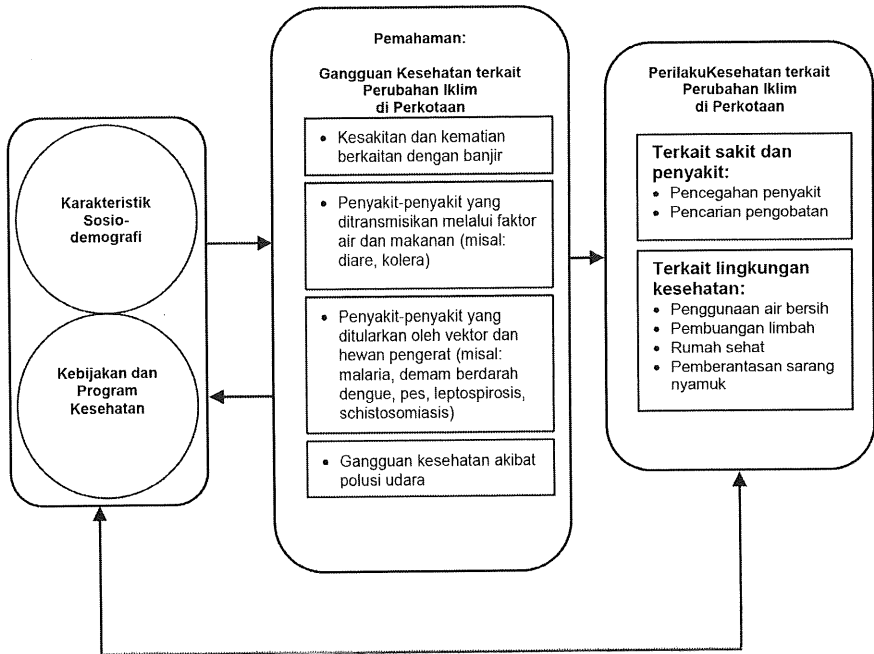 Karakteristik
Sosio-
demografi
Kebijakan dan
Program
Kesehatan
Pemahaman:
Gangguan Kesehatan terkait
Perubahan Iklim
di Perkotaan
• Kesakitan dan kematian
berkaitan dengan banjir
• Penyakit-penyakit yang
ditransmisikan melalui faktor
air dan makanan (misal:
diare, kolera)
• Penyakit-penyakit yang
ditularkan oleh vektor dan
hewan pengerat (misal:
malaria, demam berdarah
dengue, pes, leptospirosis,
schistosomiasis)
• Gangguan kesehatan akibat
polusi udara
PerilakuKesehatan terkait
Perubahan Iklim
di Perkotaan
Terkait sakit dan
penyakit:
• Pencegahan penyakit
• Pencarian pengobatan
Terkait lingkungan
kesehatan:
• Penggunaan air bersih
• Pembuangan limbah
• Rumah sehat
• Pemberantasan sarang
nyamuk